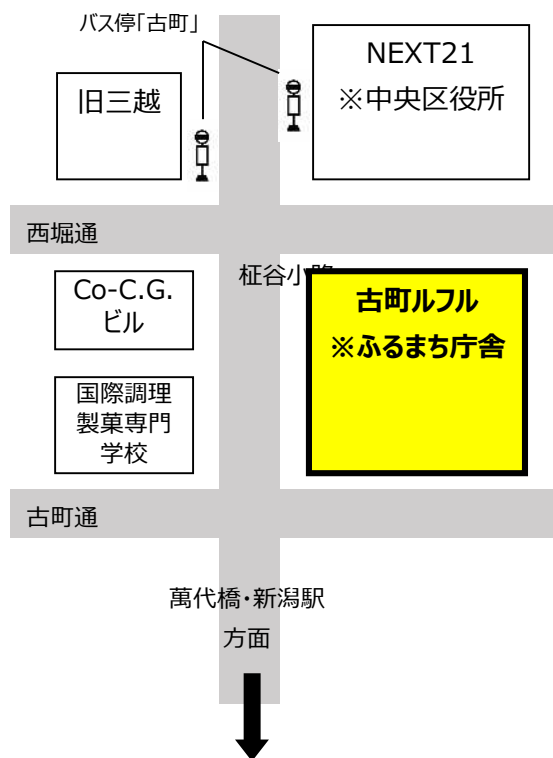 バス停「古町」
NEXT21
※中央区役所
旧三越
西堀通
柾谷小路
Co-C.G.
ビル
古町ルフル
※ふるまち庁舎
国際調理
製菓専門
学校
古町通
萬代橋・新潟駅
方面